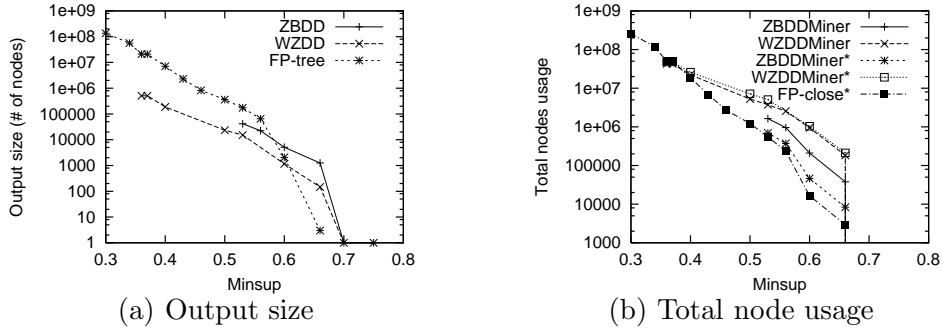 1e+09
1e+08
1e+07
1e+06
100000
10000
1000
100
10
1
Output size (# of nodes)
ZBDD
WZDD
FP-tree
0.3 0.4 0.5 0.6 0.7 0.8
Minsup
(a) Output size
1e+09
1e+08
1e+07
1e+06
100000
10000
1000
Total nodes usage
ZBDDMiner
WZDDMiner
ZBDDMiner*
WZDDMiner*
FP-close*
0.3 0.4 0.5 0.6 0.7 0.8
Minsup
(b) Total node usage